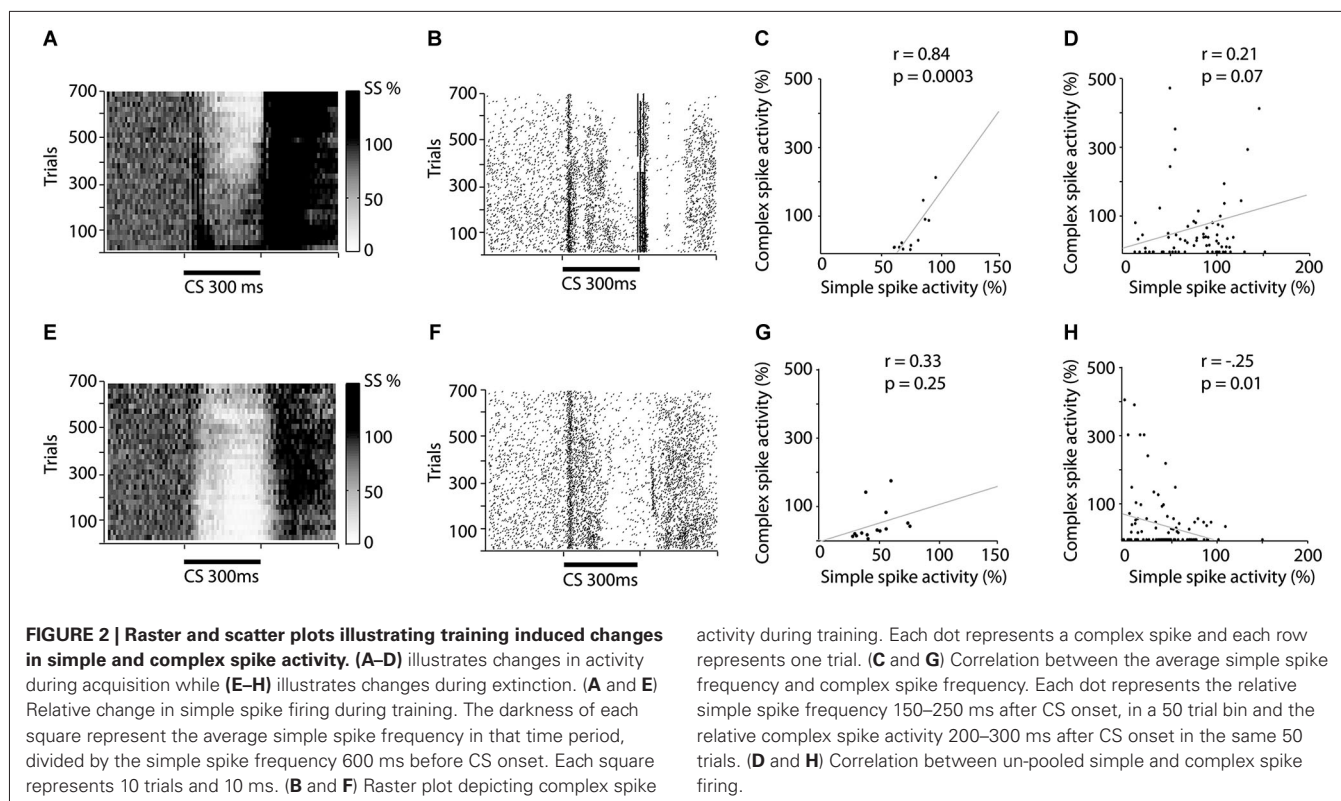 A
B
C
D
r = 0.84
p = 0.0003
r = 0.21
p = 0.07
SS %
100
50
0
Trials
700
500
300
100
CS 300 ms
Trials
700
500
300
100
CS 300ms
Complex spike activity (%)
500
300
100
0
50
100
150
Simple spike activity (%)
Complex spike activity (%)
500
300
100
0
100
200
Simple spike activity (%)
E
F
G
H
r = 0.33
p = 0.25
r = -.25
p = 0.01
SS %
100
50
0
Trials
700
500
300
100
CS 300ms
Trials
700
500
300
100
CS 300ms
Complex spike activity (%)
500
300
100
0
50
100
150
Simple spike activity (%)
Complex spike activity (%)
500
300
100
0
100
200
Simple spike activity (%)
FIGURE 2 | Raster and scatter plots illustrating training induced changes
in simple and complex spike activity. (A–D) illustrates changes in activity
during acquisition while (E–H) illustrates changes during extinction. (A and E)
Relative change in simple spike firing during training. The darkness of each
square represent the average simple spike frequency in that time period,
divided by the simple spike frequency 600 ms before CS onset. Each square
represents 10 trials and 10 ms. (B and F) Raster plot depicting complex spike
activity during training. Each dot represents a complex spike and each row
represents one trial. (C and G) Correlation between the average simple spike
frequency and complex spike frequency. Each dot represents the relative
simple spike frequency 150–250 ms after CS onset, in a 50 trial bin and the
relative complex spike activity 200–300 ms after CS onset in the same 50
trials. (D and H) Correlation between un-pooled simple and complex spike
firing.